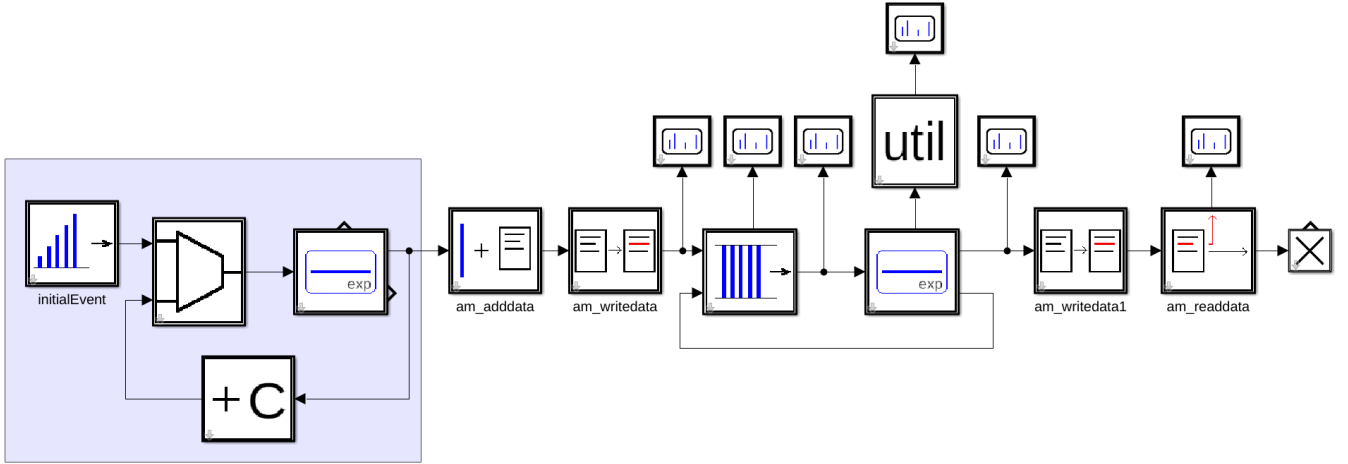 util
exp
exp
initialEvent
am_adddata
am_writedata
am_writedata1
am_readdata
+ C